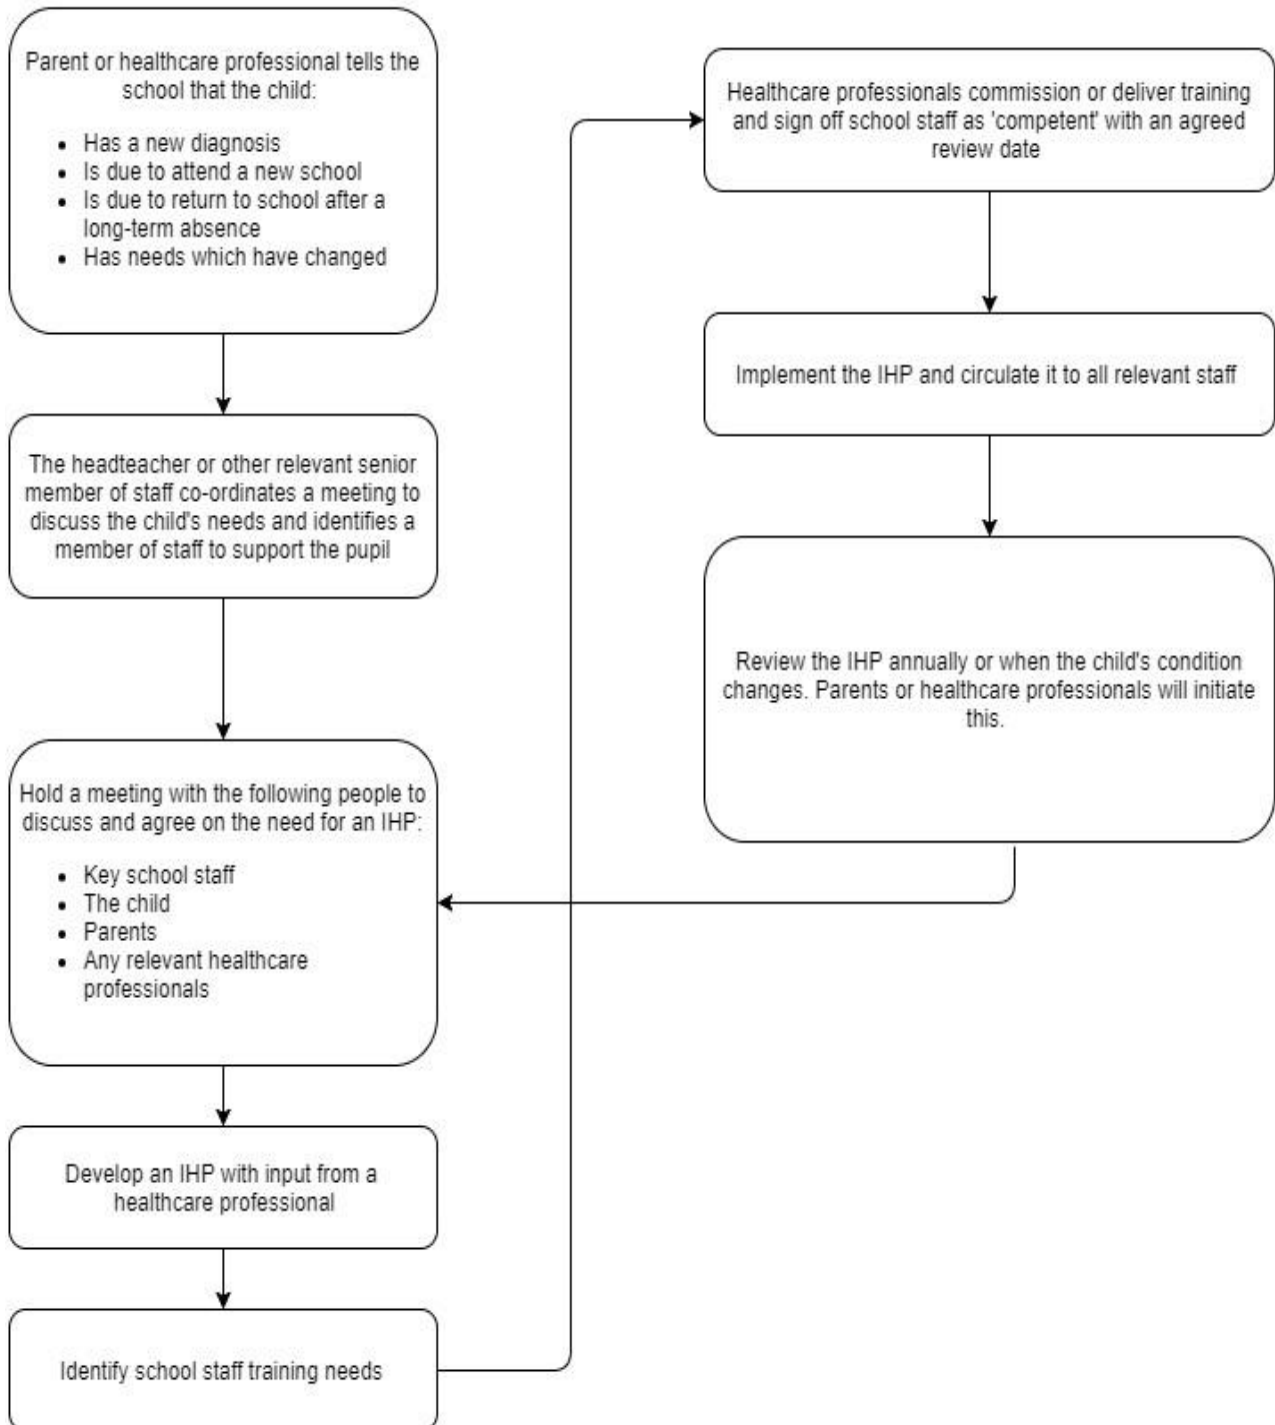 Parent or healthcare professional tells the
school that the child:
• Has a new diagnosis
• Is due to attend a new school
• Is due to return to school after a
long-term absence
• Has needs which have changed
The headteacher or other relevant senior
member of staff co-ordinates a meeting to
discuss the child's needs and identifies a
member of staff to support the pupil
Hold a meeting with the following people to
discuss and agree on the need for an IHP:
• Key school staff
• The child
• Parents
• Any relevant healthcare
professionals
Develop an IHP with input from a
healthcare professional
Identify school staff training needs
Healthcare professionals commission or deliver training
and sign off school staff as 'competent' with an agreed
review date
Implement the IHP and circulate it to all relevant staff
Review the IHP annually or when the child's condition
changes. Parents or healthcare professionals will initiate
this.